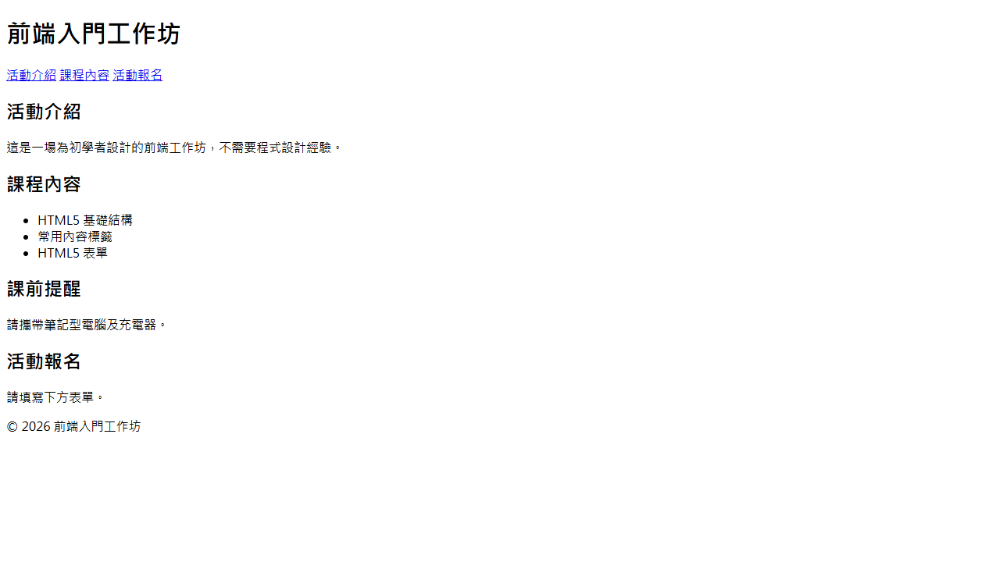 前端入門工作坊
活動介紹 課程內容 活動報名
活動介紹
這是一場為初學者設計的前端工作坊，不需要程式設計經驗。
課程內容
HTML5 基礎結構
常用內容標籤
HTML5 表單
課前提醒
請攜帶筆記型電腦及充電器。
活動報名
請填寫下方表單。
© 2026 前端入門工作坊